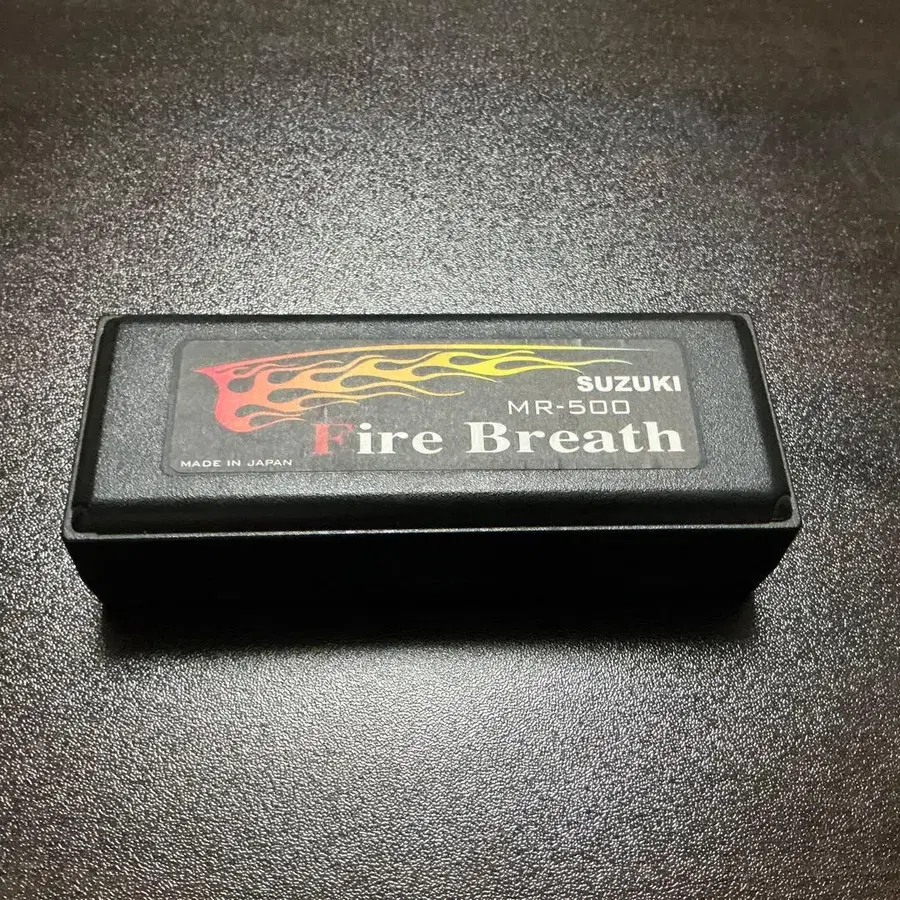 SUZUKI
MR-500
Fire Breath
MADE IN JAPAN